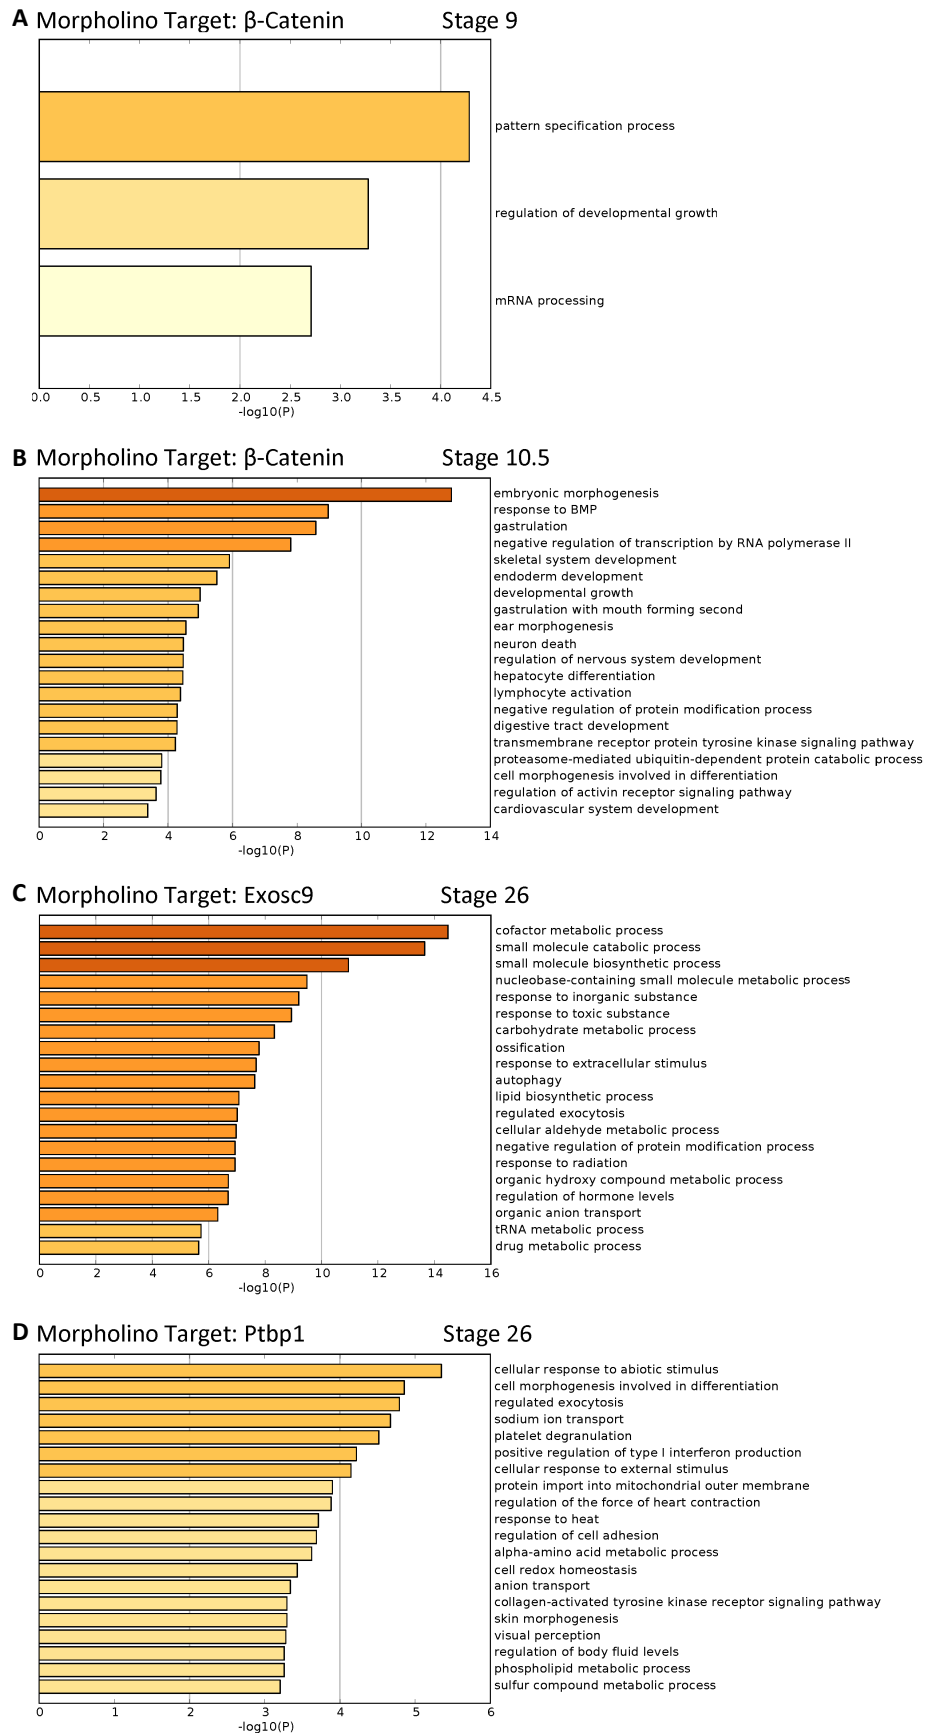 A Morpholino Target: β-Catenin Stage 9
pattern specification process
regulation of developmental growth
mRNA processing
0.0 0.5 1.0 1.5 2.0 2.5 3.0 3.5 4.0 4.5
-log10(P)
B Morpholino Target: β-Catenin Stage 10.5
embryonic morphogenesis
response to BMP
gastrulation
negative regulation of transcription by RNA polymerase II
skeletal system development
endoderm development
developmental growth
gastrulation with mouth forming second
ear morphogenesis
neuron death
regulation of nervous system development
hepatocyte differentiation
lymphocyte activation
negative regulation of protein modification process
digestive tract development
transmembrane receptor protein tyrosine kinase signaling pathway
proteasome-mediated ubiquitin-dependent protein catabolic process
cell morphogenesis involved in differentiation
regulation of activin receptor signaling pathway
cardiovascular system development
0 2 4 6 8 10 12 14
-log10(P)
C Morpholino Target: Exosc9 Stage 26
cofactor metabolic process
small molecule catabolic process
small molecule biosynthetic process
nucleobase-containing small molecule metabolic process
response to inorganic substance
response to toxic substance
carbohydrate metabolic process
ossification
response to extracellular stimulus
autophagy
lipid biosynthetic process
regulated exocytosis
cellular aldehyde metabolic process
negative regulation of protein modification process
response to radiation
organic hydroxy compound metabolic process
regulation of hormone levels
organic anion transport
tRNA metabolic process
drug metabolic process
0 2 4 6 8 10 12 14 16
-log10(P)
D Morpholino Target: Ptbp1 Stage 26
cellular response to abiotic stimulus
cell morphogenesis involved in differentiation
regulated exocytosis
sodium ion transport
platelet degranulation
positive regulation of type I interferon production
cellular response to external stimulus
protein import into mitochondrial outer membrane
regulation of the force of heart contraction
response to heat
regulation of cell adhesion
alpha-amino acid metabolic process
cell redox homeostasis
anion transport
collagen-activated tyrosine kinase receptor signaling pathway
skin morphogenesis
visual perception
regulation of body fluid levels
phospholipid metabolic process
sulfur compound metabolic process
0 1 2 3 4 5 6
-log10(P)